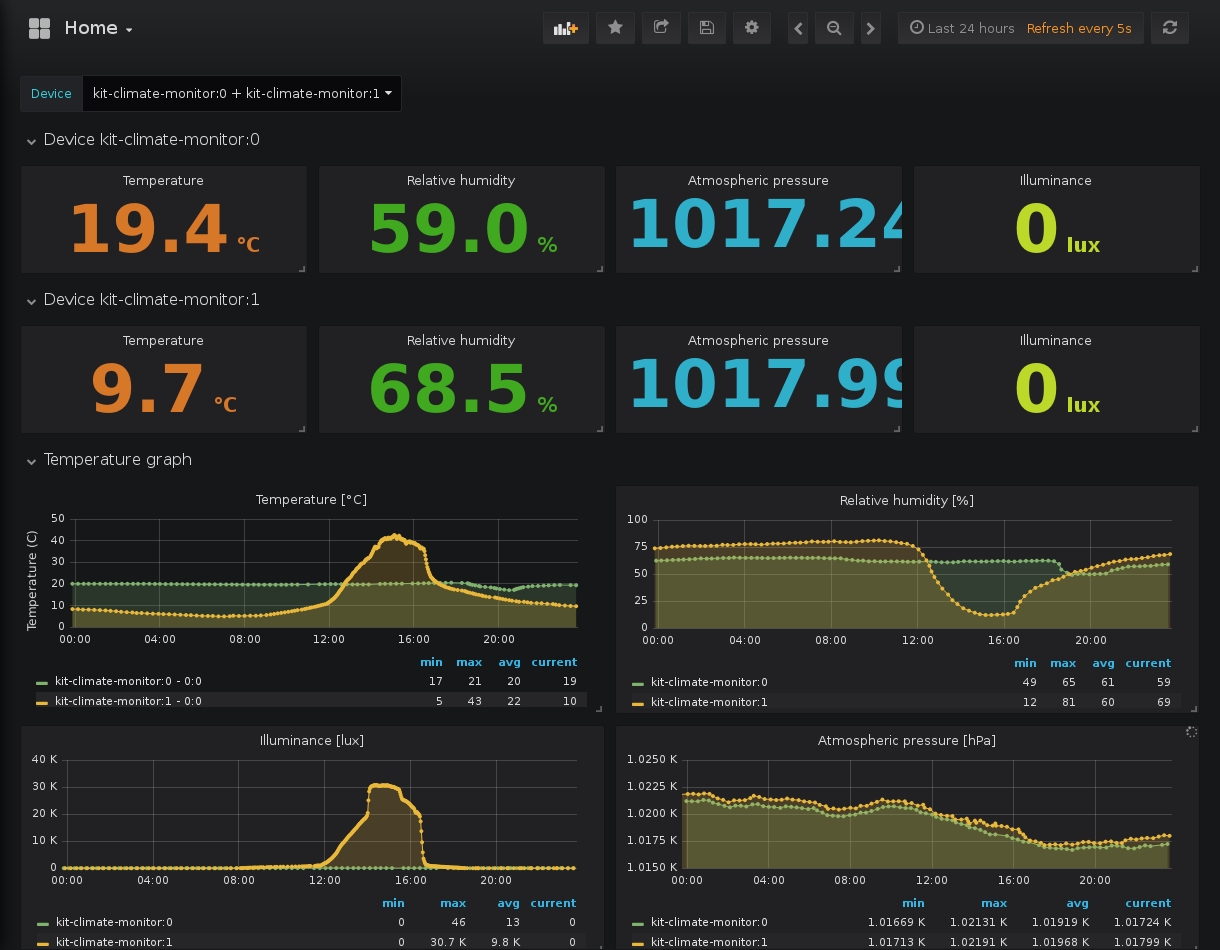 Home
Last 24 hours Refresh every 5s
Device kit-climate-monitor:0 + kit-climate-monitor:1
Device kit-climate-monitor:0
Temperature Relative humidity Atmospheric pressure Illuminance
19.4 °C 59.0 % 1017.24 0 lux
Device kit-climate-monitor:1
Temperature Relative humidity Atmospheric pressure Illuminance
9.7 °C 68.5 % 1017.99 0 lux
Temperature graph
Temperature [°C]
Temperature (C)
50
40
30
20
10
0
00:00 04:00 08:00 12:00 16:00 20:00
min max avg current
kit-climate-monitor:0 - 0:0 17 21 20 19
kit-climate-monitor:1 - 0:0 5 43 22 10
Relative humidity [%]
100
75
50
25
0
00:00 04:00 08:00 12:00 16:00 20:00
min max avg current
kit-climate-monitor:0 49 65 61 59
kit-climate-monitor:1 12 81 60 69
Illuminance [lux]
40 K
30 K
20 K
10 K
0
00:00 04:00 08:00 12:00 16:00 20:00
min max avg current
kit-climate-monitor:0 0 46 13 0
kit-climate-monitor:1 0 30.7 K 9.8 K 0
Atmospheric pressure [hPa]
1.0250 K
1.0225 K
1.0200 K
1.0175 K
1.0150 K
00:00 04:00 08:00 12:00 16:00 20:00
min max avg current
kit-climate-monitor:0 1.01669 K 1.02131 K 1.01919 K 1.01724 K
kit-climate-monitor:1 1.01713 K 1.02191 K 1.01968 K 1.01799 K